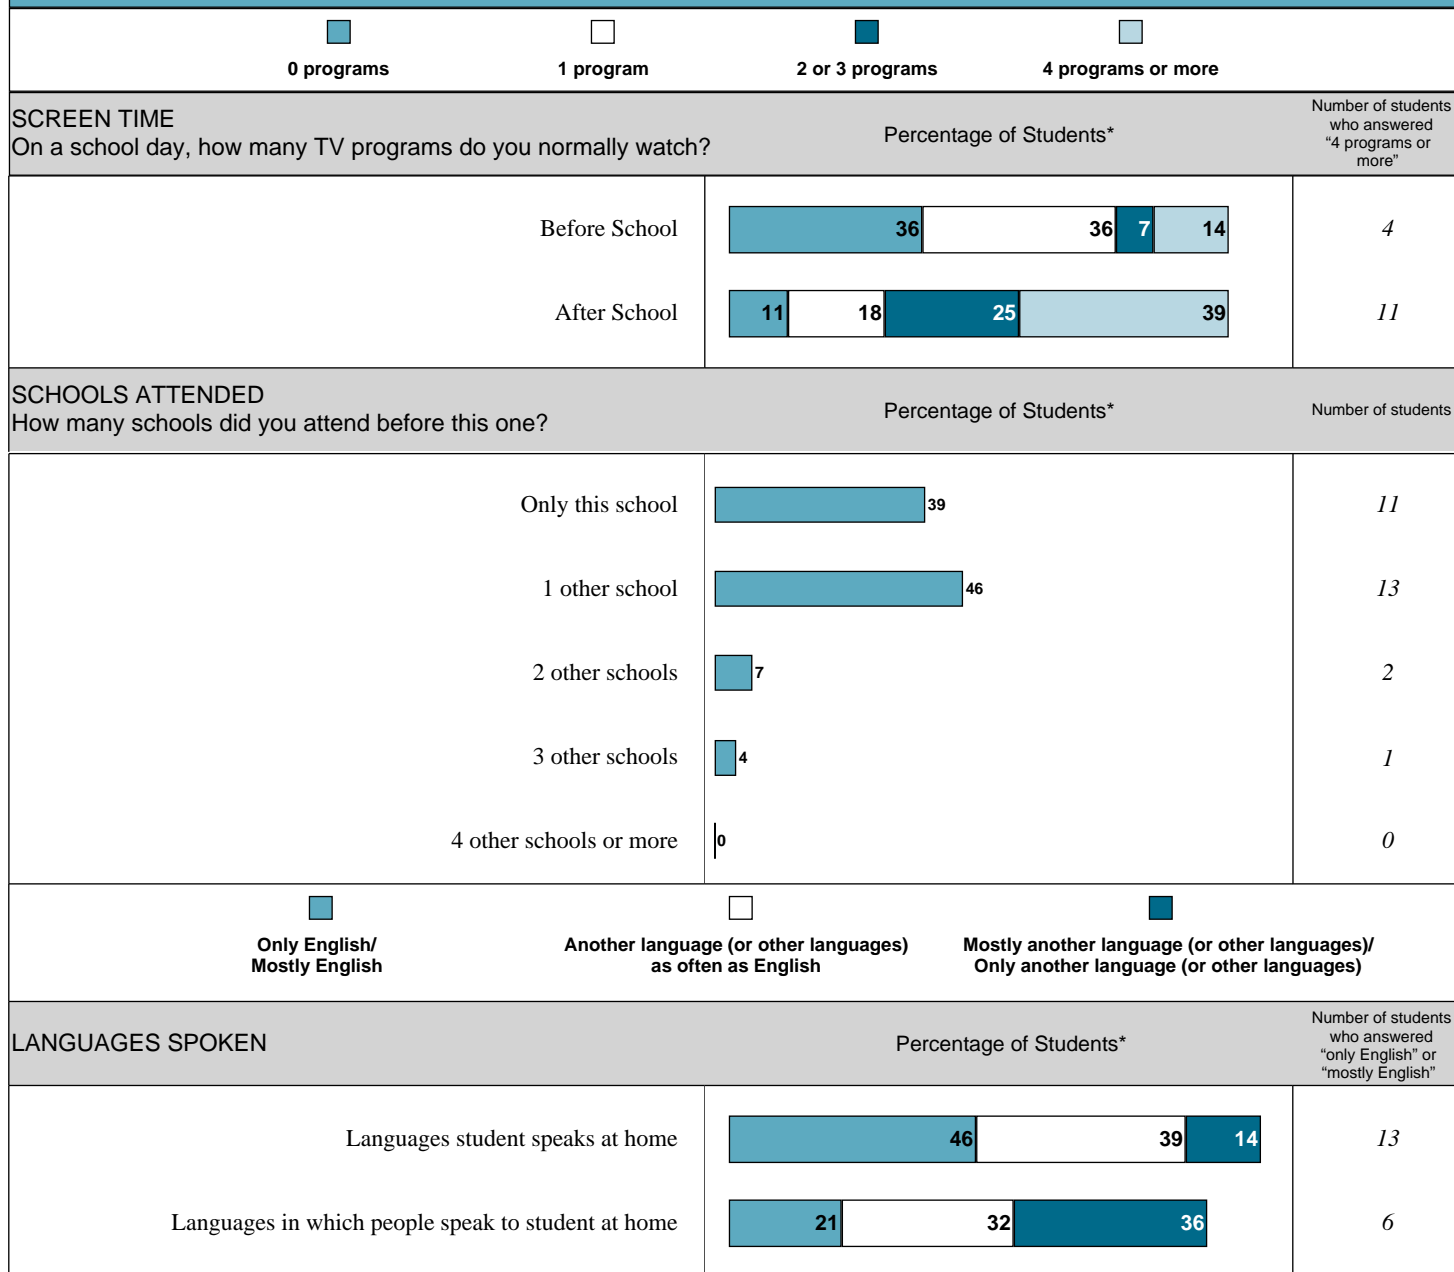 0 programs
1 program
2 or 3 programs
4 programs or more
SCREEN TIME
On a school day, how many TV programs do you normally watch?
Percentage of Students*
Number of students
who answered
“4 programs or
more”
Before School
36
36
7
14
4
After School
11
18
25
39
11
SCHOOLS ATTENDED
How many schools did you attend before this one?
Percentage of Students*
Number of students
Only this school
39
11
1 other school
46
13
2 other schools
7
2
3 other schools
4
1
4 other schools or more
0
0
Only English/
Mostly English
Another language (or other languages)
as often as English
Mostly another language (or other languages)/
Only another language (or other languages)
LANGUAGES SPOKEN
Percentage of Students*
Number of students
who answered
“only English” or
“mostly English”
Languages student speaks at home
46
39
14
13
Languages in which people speak to student at home
21
32
36
6